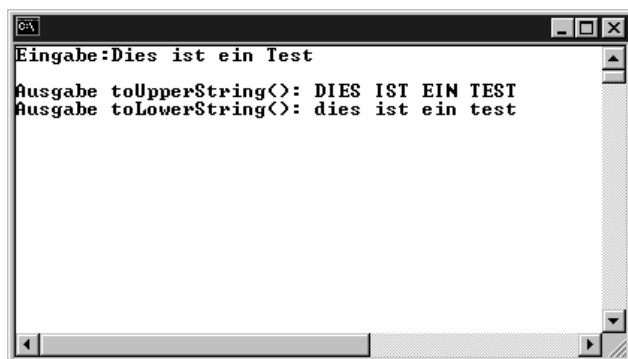 C:\
Eingabe:Dies ist ein Test
Ausgabe toUpperString(): DIES IST EIN TEST
Ausgabe toLowerString(): dies ist ein test